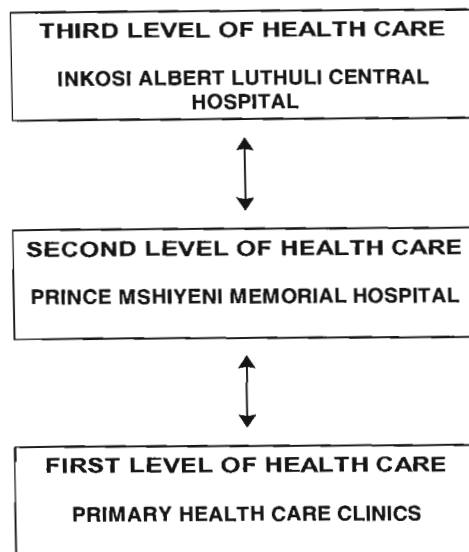 THIRD LEVEL OF HEALTH CARE
INKOSI ALBERT LUTHULI CENTRAL
HOSPITAL
SECOND LEVEL OF HEALTH CARE
PRINCE MSHIYENI MEMORIAL HOSPITAL
FIRST LEVEL OF HEALTH CARE
PRIMARY HEALTH CARE CLINICS